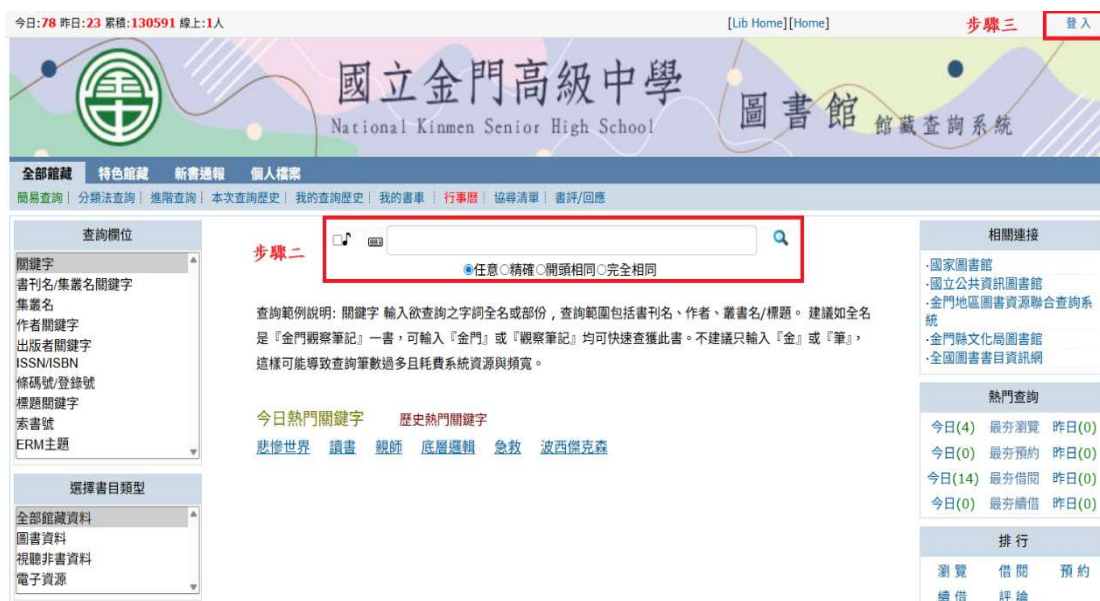 今日:78 昨日:23 累積:130591 線上:1人
[Lib Home][Home]
步驟三
登入
國立金門高級中學
National Kinmen Senior High School
圖書館 館藏查詢系統
全部館藏 特色館藏 新書通報 個人檔案
簡易查詢| 分類法查詢| 進階查詢| 本次查詢歷史| 我的查詢歷史| 我的書車| 行事曆| 協尋清單| 書評/回應
查詢欄位
關鍵字
書刊名/集叢名關鍵字
集叢名
作者關鍵字
出版者關鍵字
ISSN/ISBN
條碼號/登錄號
標題關鍵字
索書號
ERM主題
選擇書目類型
全部館藏資料
圖書資料
視聽非書資料
電子資源
步驟二
任意 精確 開頭相同 完全相同
查詢範例說明: 關鍵字 輸入欲查詢之字詞全名或部份，查詢範圍包括書刊名、作者、叢書名/標題。 建議如全名
是『金門觀察筆記』一書，可輸入『金門』或『觀察筆記』均可快速查獲此書。不建議只輸入『金』或『筆』，
這樣可能導致查詢筆數過多且耗費系統資源與頻寬。
今日熱門關鍵字 歷史熱門關鍵字
悲慘世界 讀書 親師 底層邏輯 急救 波西傑克森
相關連接
·國家圖書館
·國立公共資訊圖書館
·金門地區圖書資源聯合查詢系
統
·金門縣文化局圖書館
·全國圖書書目資訊網
熱門查詢
今日(4) 最夯瀏覽 昨日(0)
今日(0) 最夯預約 昨日(0)
今日(14) 最夯借閱 昨日(0)
今日(0) 最夯續借 昨日(0)
排行
瀏覽 借閱 預約
續借 評論